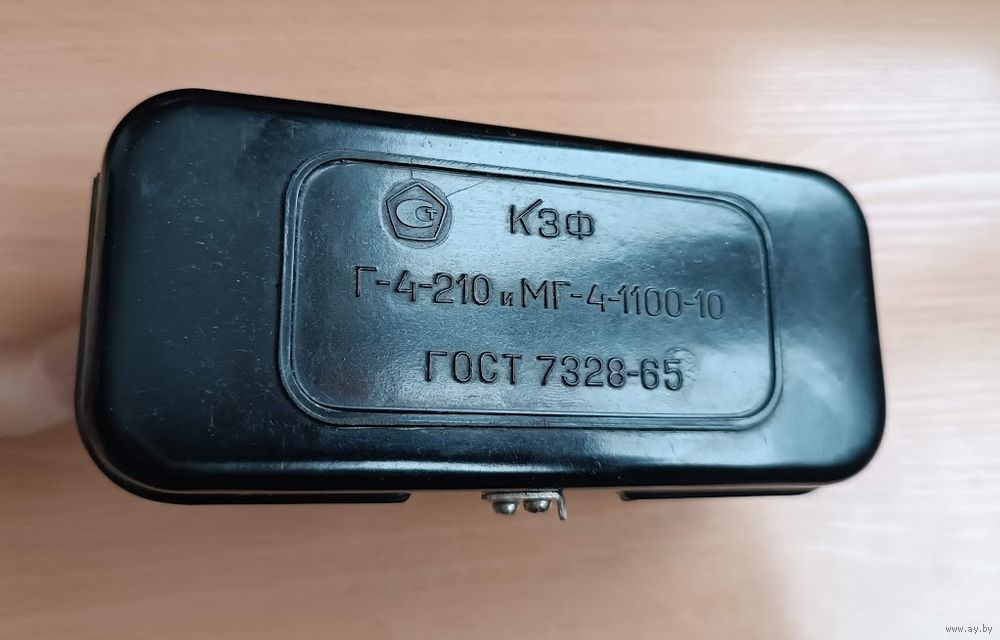 КЗФ
Г-4-210 и МГ-4-1100-10
ГОСТ 7328-65
www.ay.by